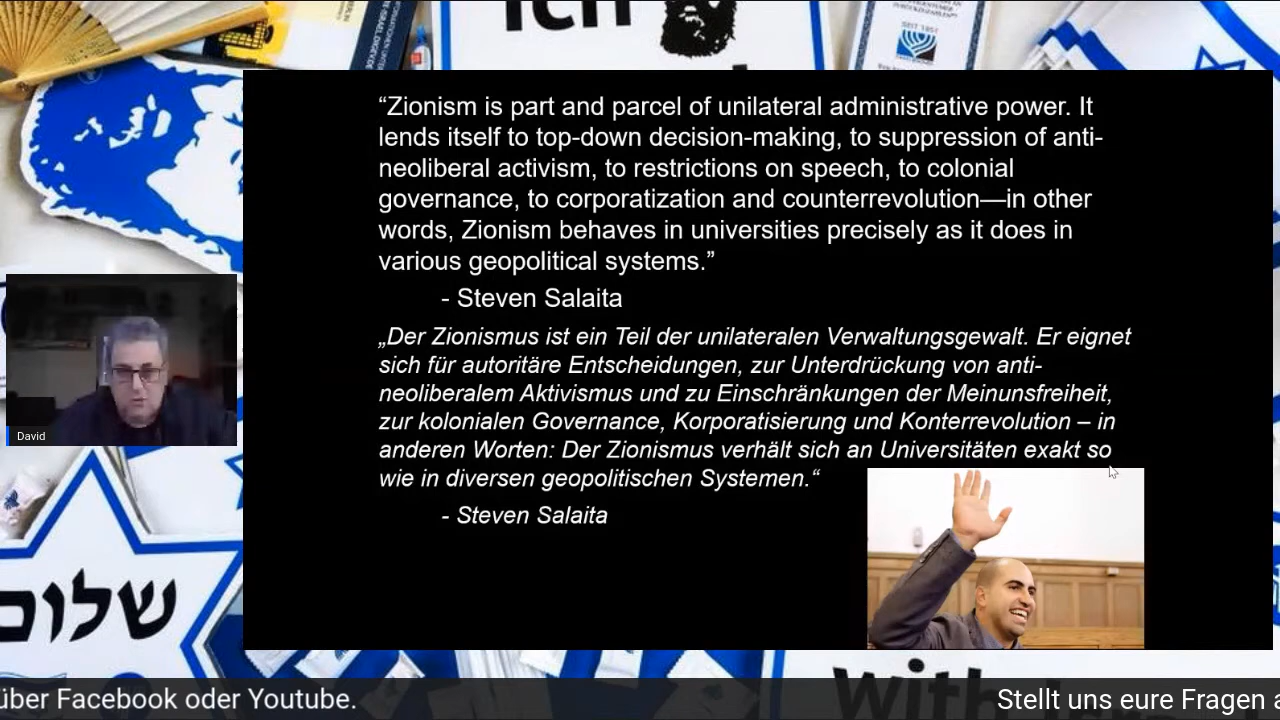 ich
SEIT 1951
“Zionism is part and parcel of unilateral administrative power. It
lends itself to top-down decision-making, to suppression of anti-
neoliberal activism, to restrictions on speech, to colonial
governance, to corporatization and counterrevolution—in other
words, Zionism behaves in universities precisely as it does in
various geopolitical systems.”
- Steven Salaita
„Der Zionismus ist ein Teil der unilateralen Verwaltungsgewalt. Er eignet
sich für autoritäre Entscheidungen, zur Unterdrückung von anti-
neoliberalem Aktivismus und zu Einschränkungen der Meinunsfreiheit,
zur kolonialen Governance, Korporatisierung und Konterrevolution – in
anderen Worten: Der Zionismus verhält sich an Universitäten exakt so
wie in diversen geopolitischen Systemen.“
- Steven Salaita
David
שלום
With
über Facebook oder Youtube.
Stellt uns eure Fragen a